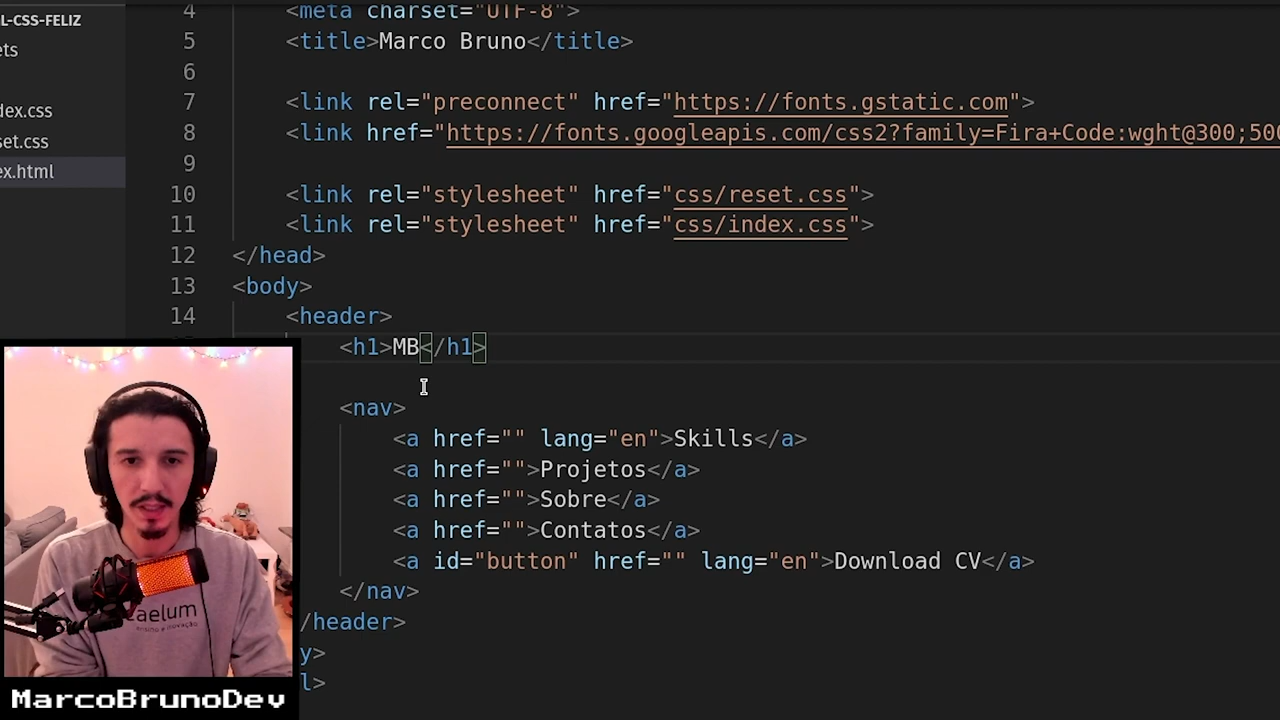 L-CSS-FELIZ
ets
dex.css
set.css
ex.html
4 <meta charset="UTF-8">
5 <title>Marco Bruno</title>
6
7 <link rel="preconnect" href="https://fonts.gstatic.com">
8 <link href="https://fonts.googleapis.com/css2?family=Fira+Code:wght@300;500
9
10 <link rel="stylesheet" href="css/reset.css">
11 <link rel="stylesheet" href="css/index.css">
12 </head>
13 <body>
14 <header>
<h1>MB</h1>
<nav>
<a href="" lang="en">Skills</a>
<a href="">Projetos</a>
<a href="">Sobre</a>
<a href="">Contatos</a>
<a id="button" href="" lang="en">Download CV</a>
</nav>
/header>
y>
l>
caelum
ensino e inovação
MarcoBrunoDev